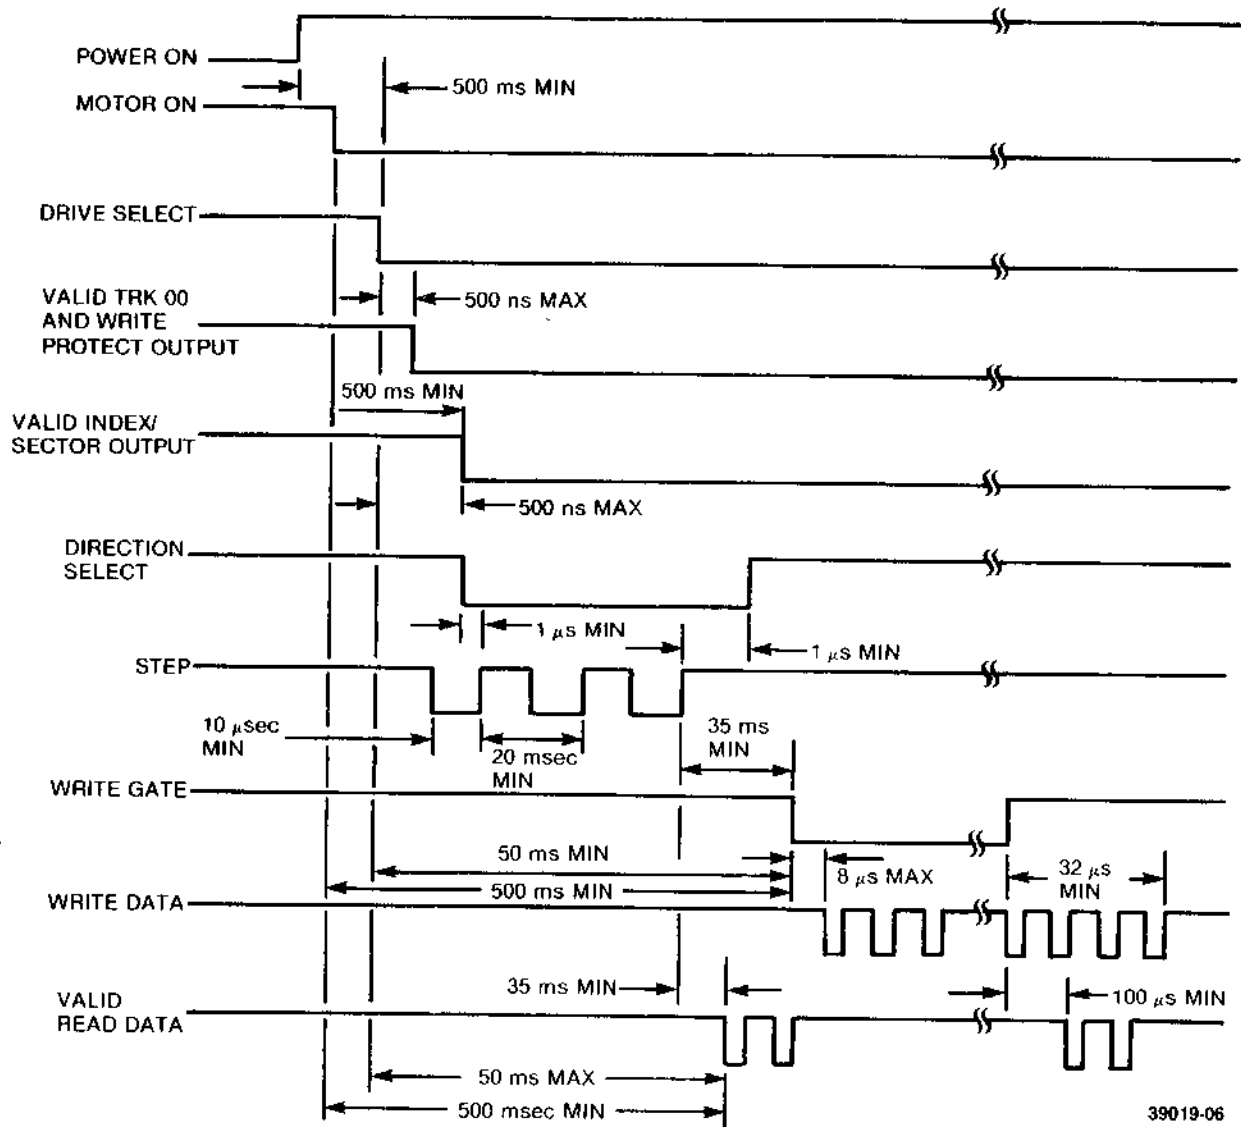 POWER ON
500 ms MIN
MOTOR ON
DRIVE SELECT
VALID TRK 00
AND WRITE
PROTECT OUTPUT
500 ns MAX
500 ms MIN
VALID INDEX/
SECTOR OUTPUT
500 ns MAX
DIRECTION
SELECT
1 μs MIN
1 μs MIN
STEP
10 μsec
MIN
20 msec
MIN
35 ms
MIN
WRITE GATE
50 ms MIN
500 ms MIN
8 μs MAX
32 μs
MIN
WRITE DATA
35 ms MIN
100 μs MIN
VALID
READ DATA
50 ms MAX
500 msec MIN
39019-06